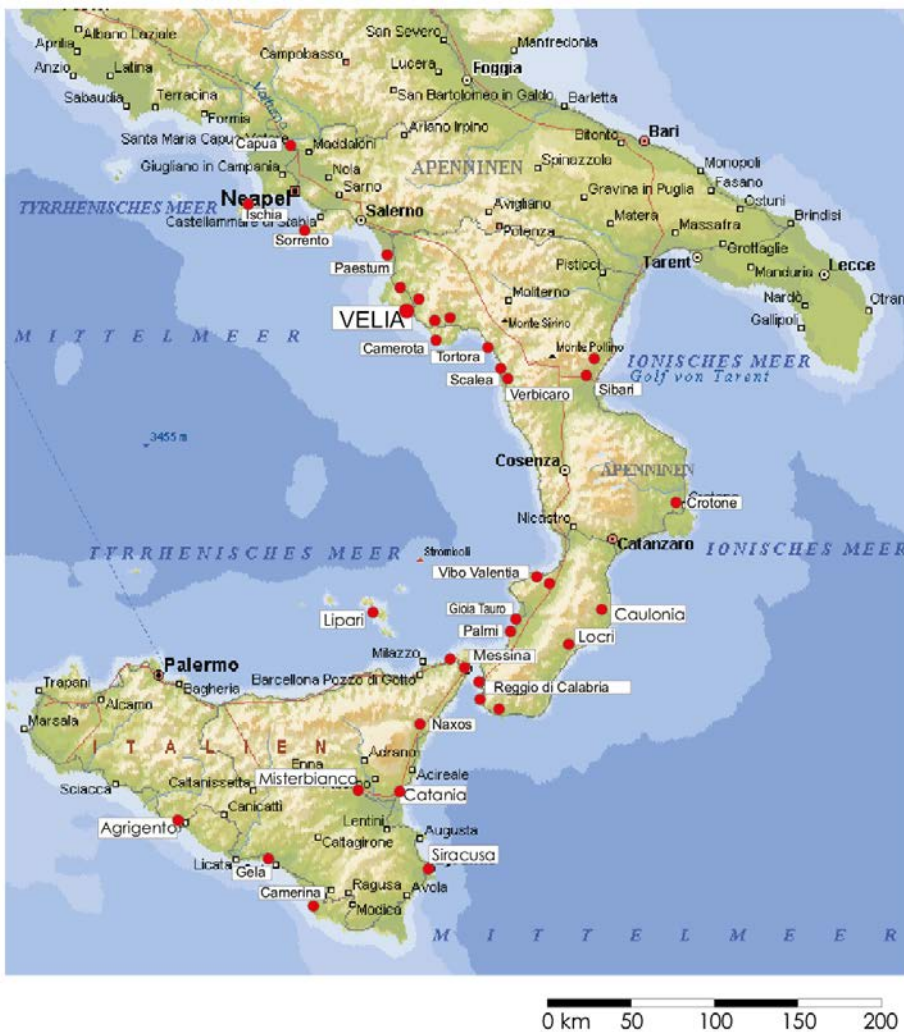 Albano Laziale
San Severo
Manfredonia
Aprilia
Campobasso
Lucera
Foggia
Anzio
Latina
San Bartolomeo in Galdo
Barletta
Sabaudia
Terracina
Volturno
Formia
Ariano Irpino
Bitonto
Bari
Santa Maria Capua Vetere
Capua
Maddaloni
Giugliano in Campania
Nola
APENNINEN
Spinazzola
Monopoli
Fasano
Neapel
Sarno
Gravina in Puglia
Ostuni
TYRRHENISCHES MEER
Ischia
Castellammare di Stabia
Salerno
Avigliano
Matera
Massafra
Brindisi
Sorrento
Potenza
Grottaglie
Paestum
Pisticci
Tarent
Manduria
Lecce
Moliterno
Nardò
Otran
VELIA
Monte Sirino
Gallipoli
MITTELMEER
Camerota
Tortora
Monte Pollino
IONISCHES MEER
Golf von Tarent
Scalea
Sibari
Verbicaro
3455 m
Cosenza
APENNINEN
Crotone
Nicastro
Catanzaro
TYRRHENISCHES MEER
Stromboli
IONISCHES MEER
Vibo Valentia
Lipari
Gioia Tauro
Caulonia
Palmi
Locri
Milazzo
Messina
Palermo
Bagheria
Barcellona Pozzo di Gotto
Reggio di Calabria
Trapani
Alcamo
Marsala
Naxos
ITALIEN
Enna
Adrano
Sciacca
Caltanissetta
Misterbianco
Acireale
Catania
Agrigento
Canicattì
Lentini
Augusta
Caltagirone
Siracusa
Licata
Gela
Camerina
Ragusa
Avola
Modica
MITTELMEER
0 km 50 100 150 200